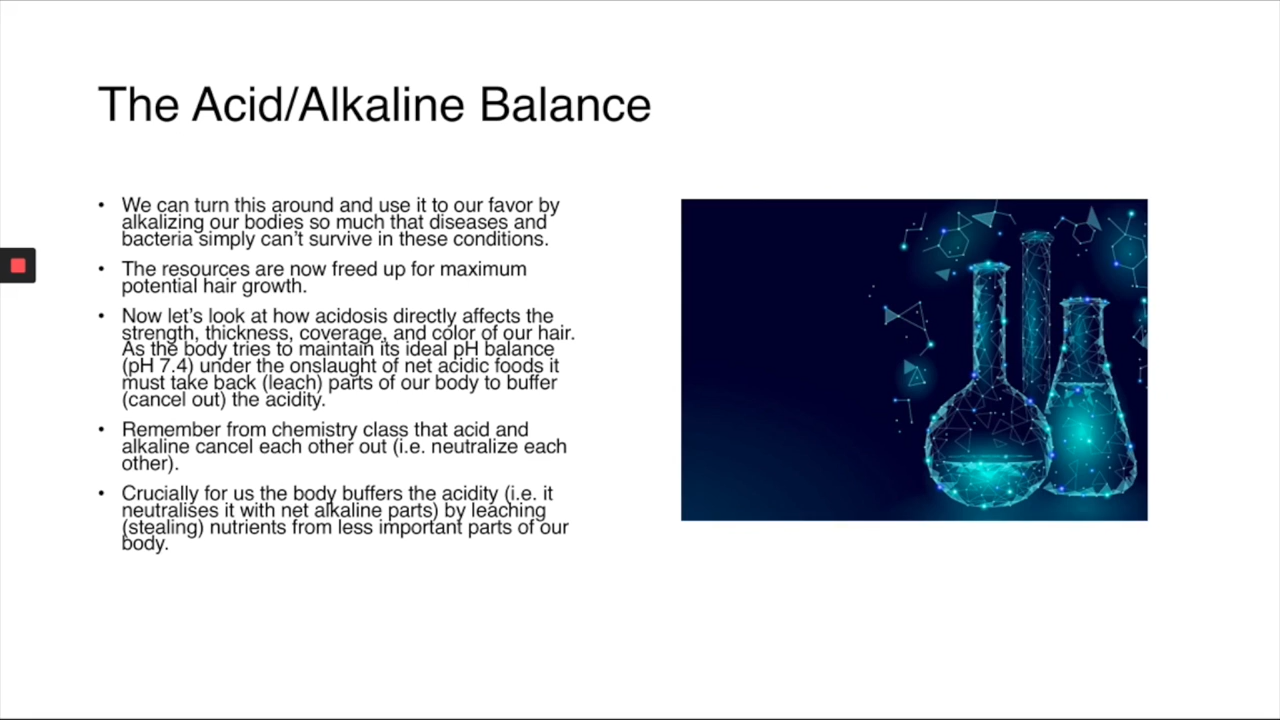 The Acid/Alkaline Balance
• We can turn this around and use it to our favor by
alkalizing our bodies so much that diseases and
bacteria simply can't survive in these conditions.
• The resources are now freed up for maximum
potential hair growth.
• Now let's look at how acidosis directly affects the
strength, thickness, coverage, and color of our hair.
As the body tries to maintain its ideal pH balance
(pH 7.4) under the onslaught of net acidic foods it
must take back (leach) parts of our body to buffer
(cancel out) the acidity.
• Remember from chemistry class that acid and
alkaline cancel each other out (i.e. neutralize each
other).
• Crucially for us the body buffers the acidity (i.e. it
neutralises it with net alkaline parts) by leaching
(stealing) nutrients from less important parts of our
body.